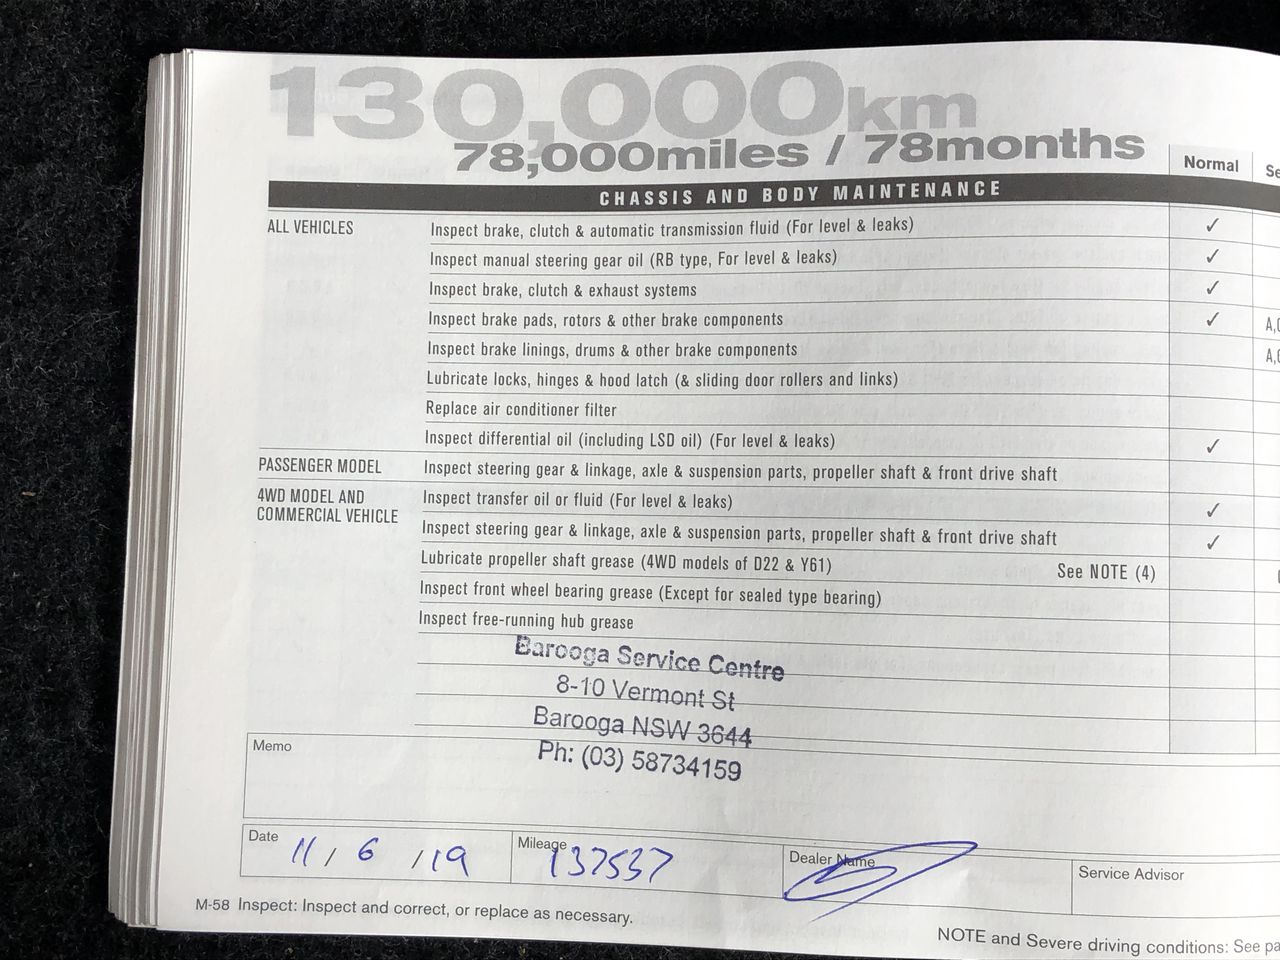 130,000km
78,000miles / 78months
Normal
CHASSIS AND BODY MAINTENANCE
ALL VEHICLES Inspect brake, clutch & automatic transmission fluid (For level & leaks) ✓
Inspect manual steering gear oil (RB type, For level & leaks) ✓
Inspect brake, clutch & exhaust systems ✓
Inspect brake pads, rotors & other brake components ✓
Inspect brake linings, drums & other brake components
Lubricate locks, hinges & hood latch (& sliding door rollers and links)
Replace air conditioner filter
Inspect differential oil (including LSD oil) (For level & leaks) ✓
PASSENGER MODEL Inspect steering gear & linkage, axle & suspension parts, propeller shaft & front drive shaft
4WD MODEL AND Inspect transfer oil or fluid (For level & leaks) ✓
COMMERCIAL VEHICLE Inspect steering gear & linkage, axle & suspension parts, propeller shaft & front drive shaft ✓
Lubricate propeller shaft grease (4WD models of D22 & Y61) See NOTE (4)
Inspect front wheel bearing grease (Except for sealed type bearing)
Inspect free-running hub grease
Barooga Service Centre
8-10 Vermont St
Barooga NSW 3644
Ph: (03) 58734159
Memo
Date 11 / 6 / 19 Mileage 137537 Dealer Name Service Advisor
M-58 Inspect: Inspect and correct, or replace as necessary.
NOTE and Severe driving conditions: See